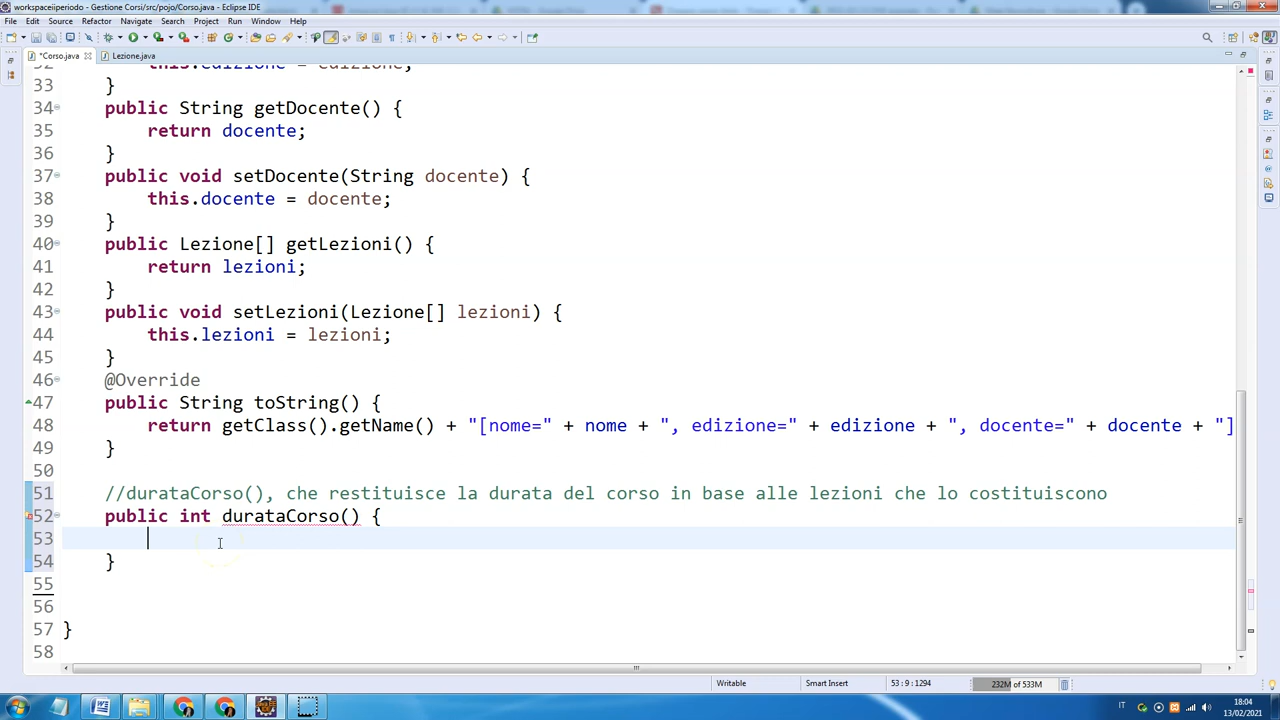 workspaceiiperiodo - Gestione Corsi/src/pojo/Corso.java - Eclipse IDE
File Edit Source Refactor Navigate Search Project Run Window Help
*Corso.java Lezione.java
32 this.edizione = edizione;
33 }
34 public String getDocente() {
35 return docente;
36 }
37 public void setDocente(String docente) {
38 this.docente = docente;
39 }
40 public Lezione[] getLezioni() {
41 return lezioni;
42 }
43 public void setLezioni(Lezione[] lezioni) {
44 this.lezioni = lezioni;
45 }
46 @Override
47 public String toString() {
48 return getClass().getName() + "[nome=" + nome + ", edizione=" + edizione + ", docente=" + docente + "]
49 }
50
51 //durataCorso(), che restituisce la durata del corso in base alle lezioni che lo costituiscono
52 public int durataCorso() {
53
54 }
55
56
57 }
58
Writable Smart Insert 53 : 9 : 1294 232M of 533M
IT 18:04
13/02/2021